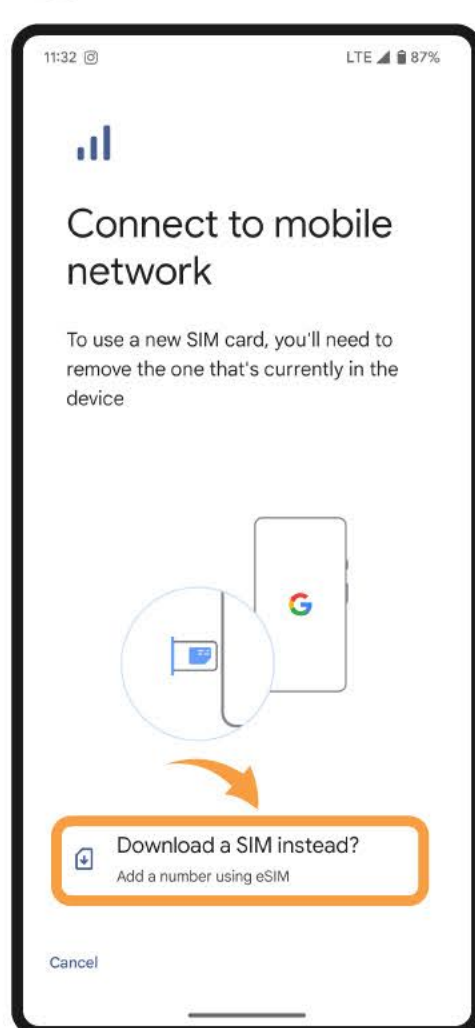 11:32 LTE 87%
Connect to mobile
network
To use a new SIM card, you'll need to
remove the one that's currently in the
device
G
Download a SIM instead?
Add a number using eSIM
Cancel